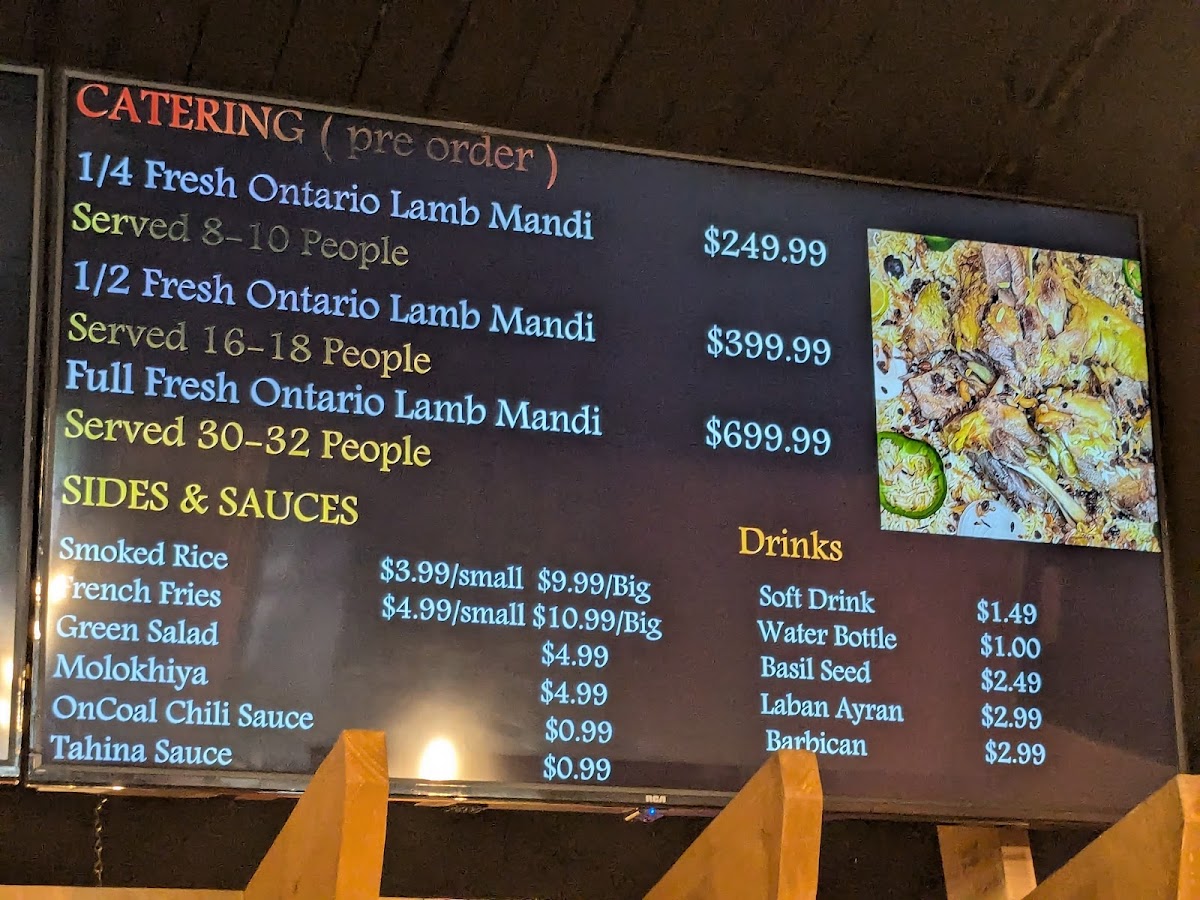 CATERING ( pre order )
1/4 Fresh Ontario Lamb Mandi $249.99
Served 8-10 People
1/2 Fresh Ontario Lamb Mandi $399.99
Served 16-18 People
Full Fresh Ontario Lamb Mandi $699.99
Served 30-32 People
SIDES & SAUCES
Smoked Rice $3.99/small $9.99/Big
French Fries $4.99/small $10.99/Big
Green Salad $4.99
Molokhiya $4.99
OnCoal Chili Sauce $0.99
Tahina Sauce $0.99
Drinks
Soft Drink $1.49
Water Bottle $1.00
Basil Seed $2.49
Laban Ayran $2.99
Barbican $2.99
RCA